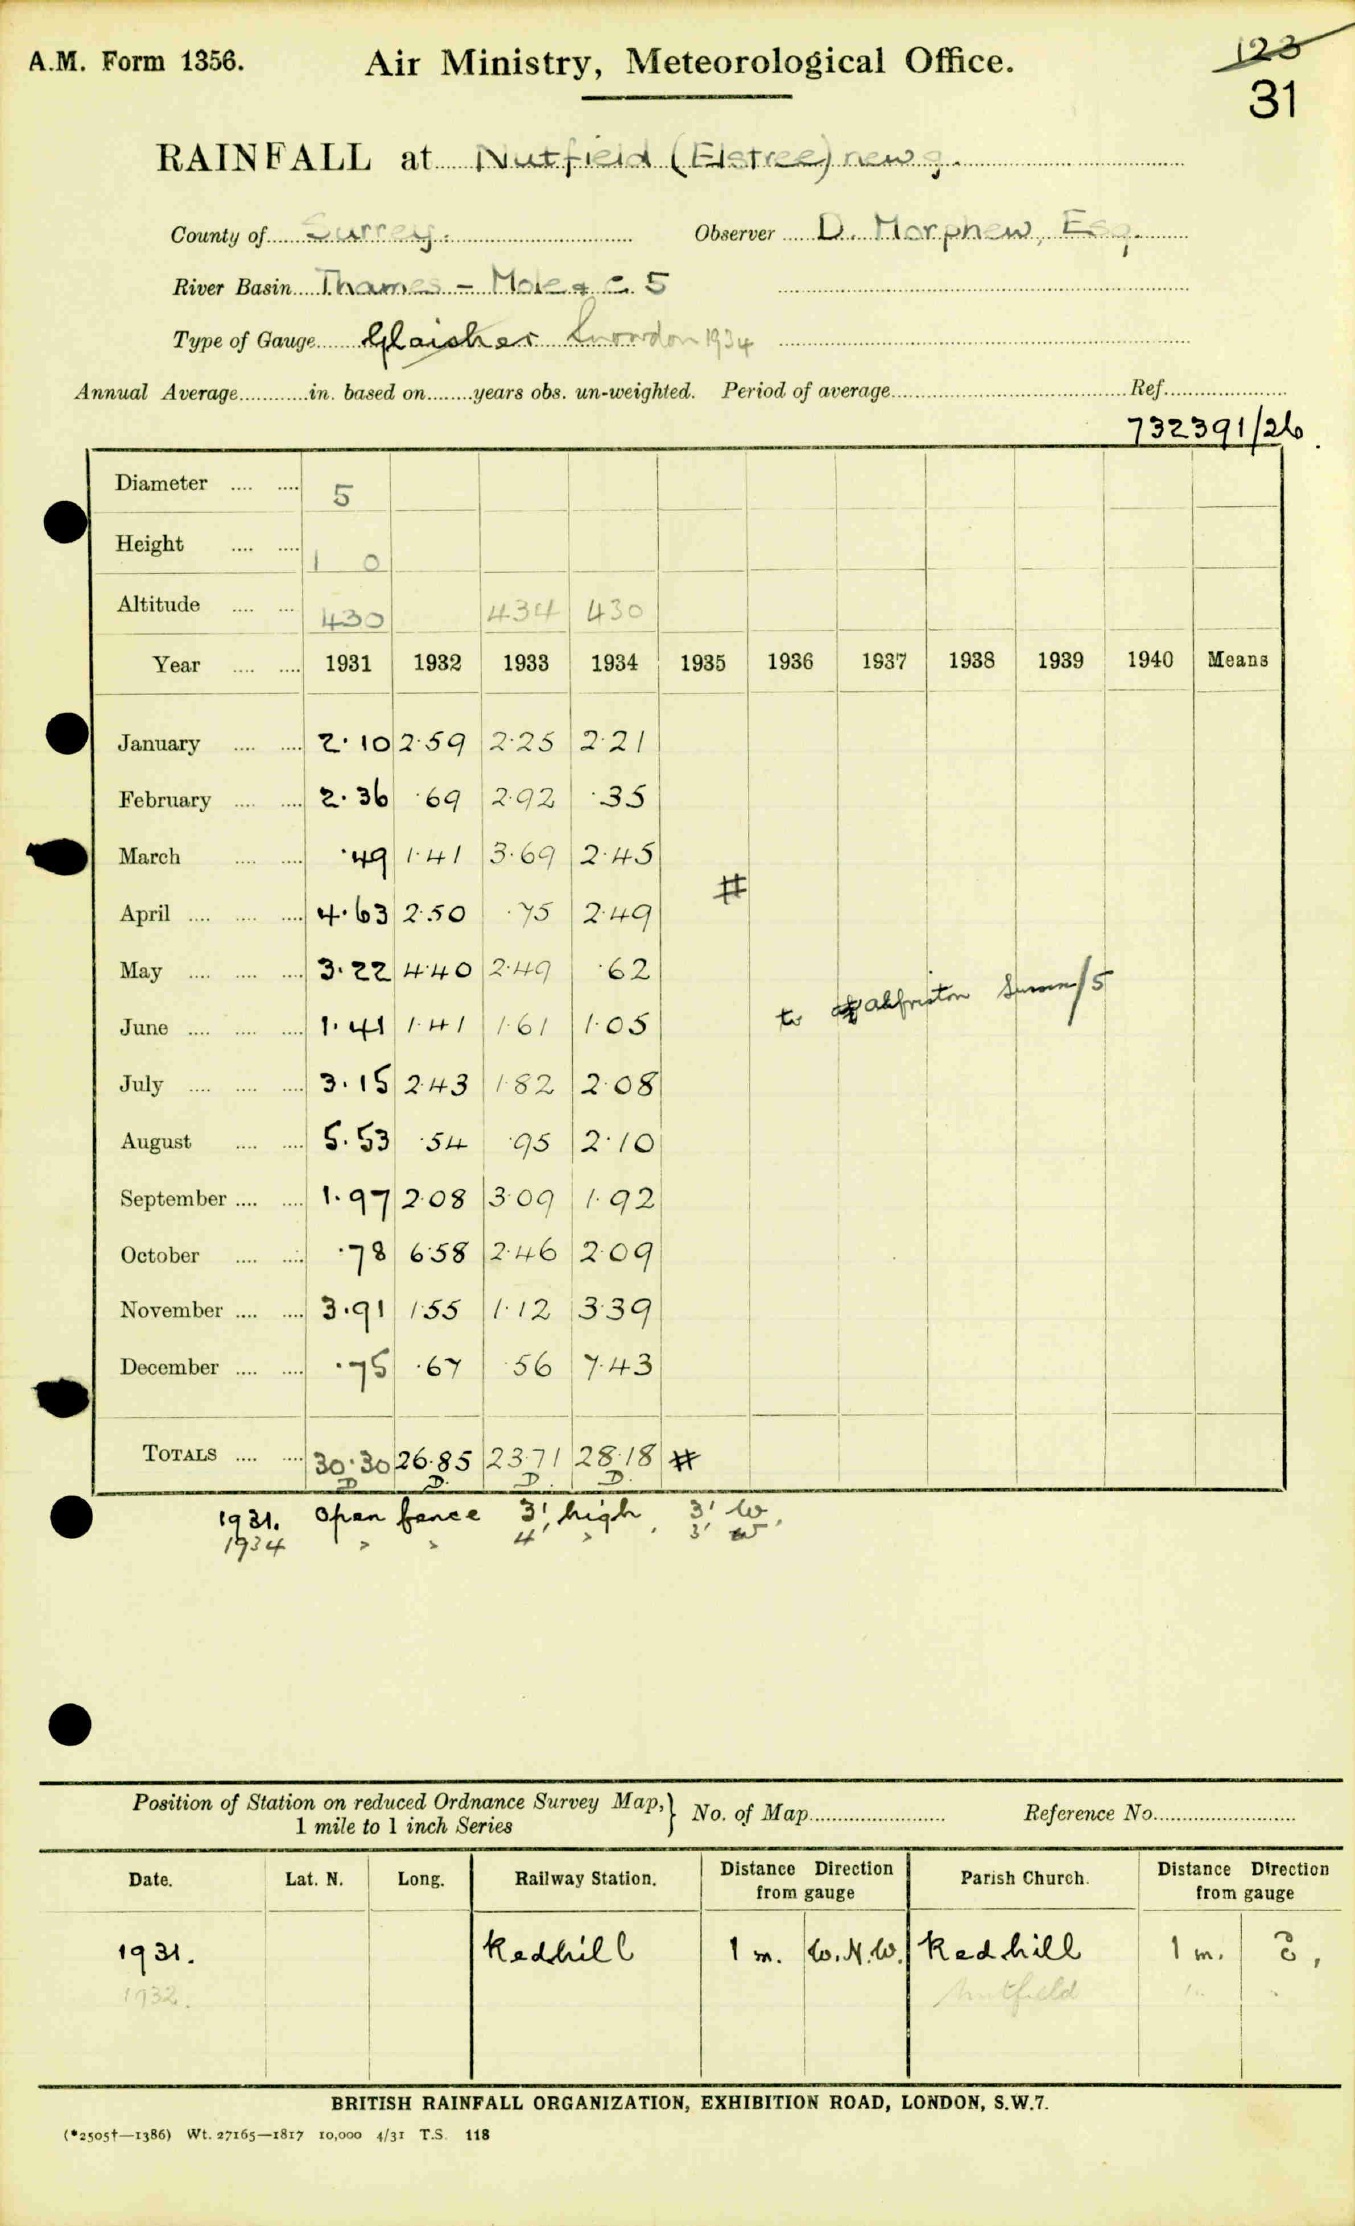 A.M. Form 1356.
Air Ministry, Meteorological Office.
123
31
RAINFALL at Nutfield (Elstree) new g.
County of Surrey. Observer D. Morphew, Esq.
River Basin Thames - Mole & C. 5
Type of Gauge Glaisher Snowdon 1934
Annual Average in. based on years obs. un-weighted. Period of average Ref.
732391/26.
Diameter 5
Height 1 0
Altitude 430 434 430
Year 1931 1932 1933 1934 1935 1936 1937 1938 1939 1940 Means
January 2.10 2.59 2.25 2.21
February 2.36 .69 2.92 .35
March .49 1.41 3.69 2.45
#
April 4.63 2.50 .75 2.49
May 3.22 4.40 2.49 .62
to Alfriston Sussex/5
June 1.41 1.41 1.61 1.05
July 3.15 2.43 1.82 2.08
August 5.53 .54 .95 2.10
September 1.97 2.08 3.09 1.92
October .78 6.58 2.46 2.09
November 3.91 1.55 1.12 3.39
December .75 .67 .56 7.43
TOTALS 30.30 26.85 23.71 28.18 #
D D. D. D.
1931. Open fence 3' high, 3' W.
1934 " " 4' " 3' W
Position of Station on reduced Ordnance Survey Map, } No. of Map Reference No.
1 mile to 1 inch Series
Date. Lat. N. Long. Railway Station. Distance Direction from gauge Parish Church. Distance Direction from gauge
1931. Redhill 1 m. W.N.W. Redhill 1 m.
1932. Nutfield
BRITISH RAINFALL ORGANIZATION, EXHIBITION ROAD, LONDON, S.W.7.
(*2505†—1386) Wt. 27165—1817 10,000 4/31 T.S. 118